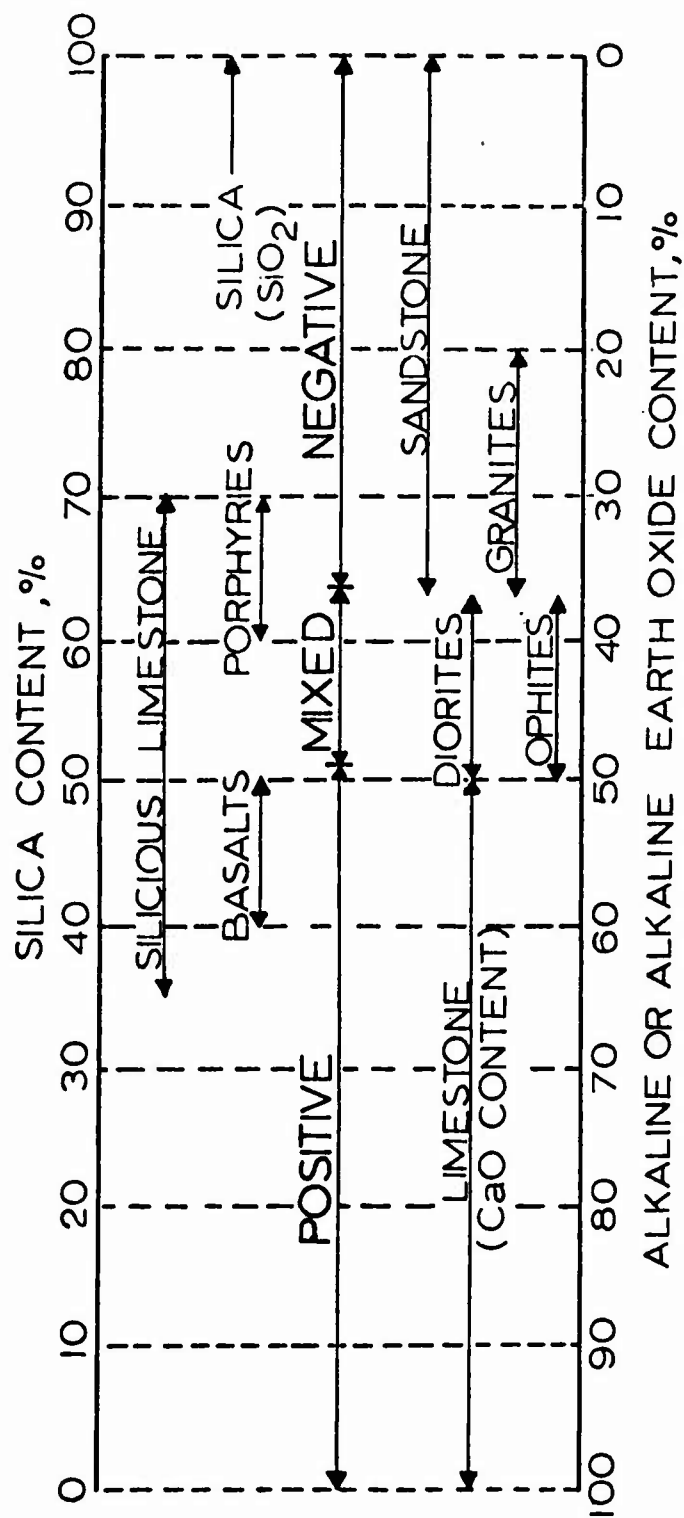 SILICA CONTENT, %
0 10 20 30 40 50 60 70 80 90 100
SILICIOUS LIMESTONE
SILICA
(SiO₂)
BASALTS PORPHYRIES
POSITIVE MIXED NEGATIVE
SANDSTONE
LIMESTONE DIORITES
(CaO CONTENT)
GRANITES
OPHITES
100 90 80 70 60 50 40 30 20 10 0
ALKALINE OR ALKALINE EARTH OXIDE CONTENT, %